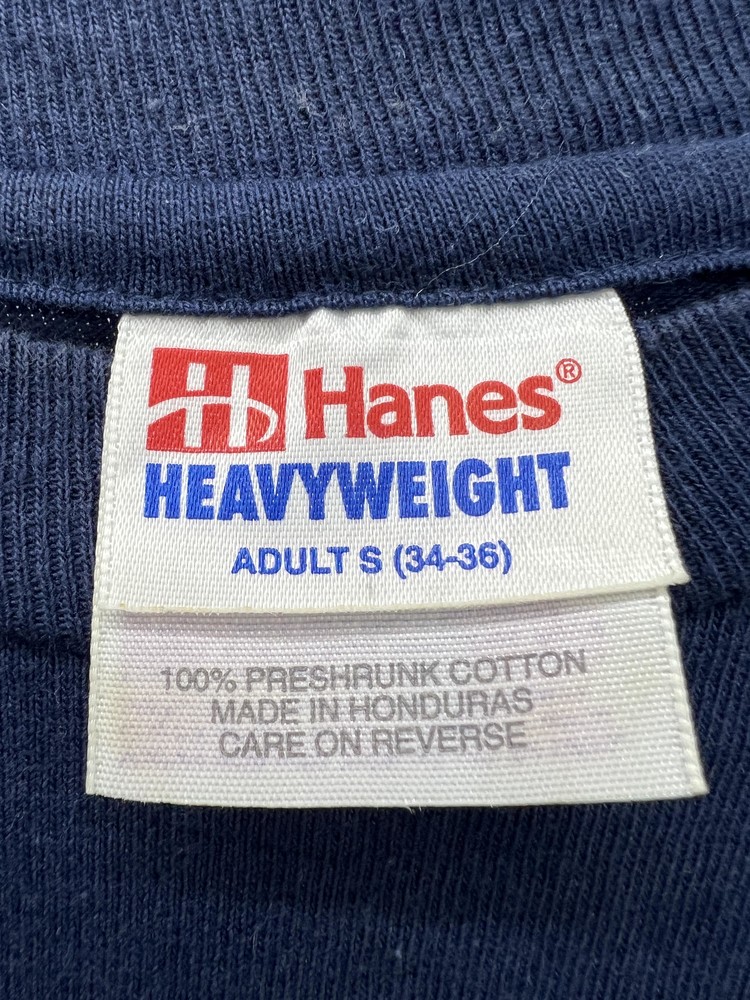 H Hanes®
HEAVYWEIGHT
ADULT S (34-36)
100% PRESHRUNK COTTON
MADE IN HONDURAS
CARE ON REVERSE